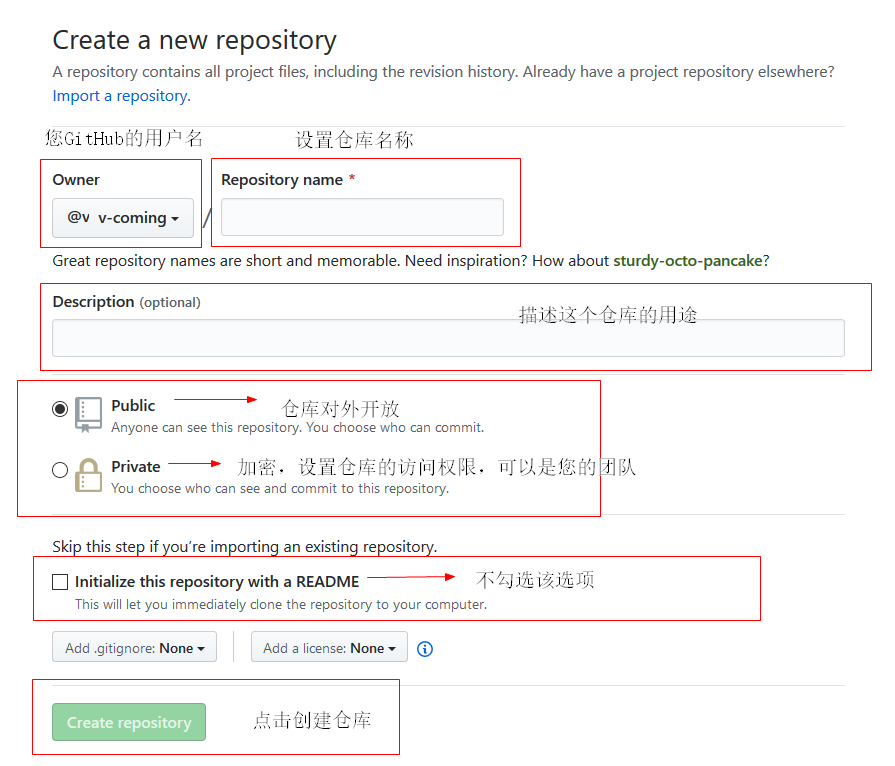 Create a new repository
A repository contains all project files, including the revision history. Already have a project repository elsewhere?
Import a repository.
您GitHub的用户名 设置仓库名称
Owner Repository name *
@v v-coming /
Great repository names are short and memorable. Need inspiration? How about sturdy-octo-pancake?
Description (optional)
描述这个仓库的用途
Public 仓库对外开放
Anyone can see this repository. You choose who can commit.
Private 加密，设置仓库的访问权限，可以是您的团队
You choose who can see and commit to this repository.
Skip this step if you’re importing an existing repository.
Initialize this repository with a README 不勾选该选项
This will let you immediately clone the repository to your computer.
Add .gitignore: None Add a license: None
Create repository 点击创建仓库